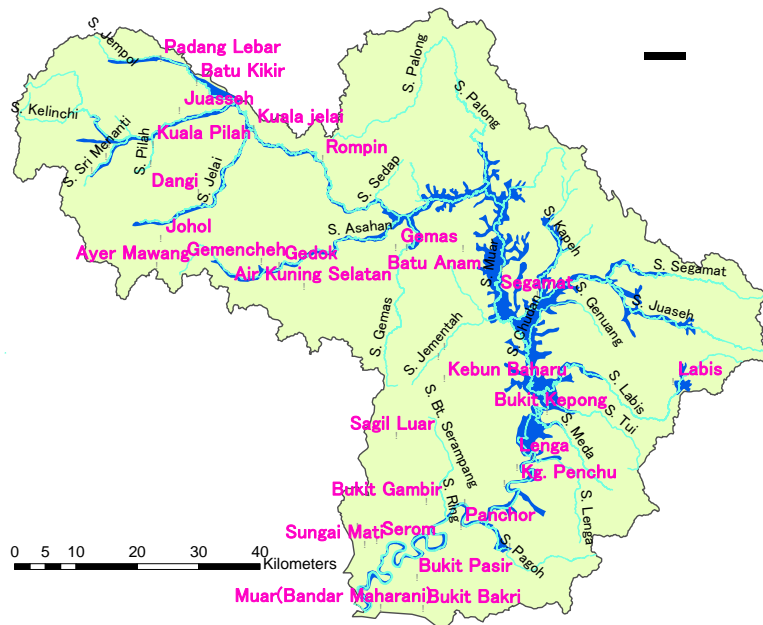 S. Jempol
Padang Lebar
Batu Kikir
Juasseh
S. Kelinchi
Kuala jelai
Kuala Pilah
S. Sri Menanti
S. Pilah
S. Palong
S. Palong
Rompin
Dangi
S. Jelai
S. Sedap
Johol
S. Asahan
Gemas
S. Muar
S. Kapeh
Ayer Mawang
Gemencheh
Gedok
Air Kuning Selatan
Batu Anam
Segamat
S. Segamat
S. Gemas
S. Jementah
S. Chudan
S. Genuang
S. Juaseh
Kebun Baharu
S. Labis
Labis
Bukit Kepong
S. Tui
S. Bt. Serampang
Sagil Luar
S. Meda
Lenga
Kg. Penchu
Bukit Gambir
S. Ring
Panchor
S. Lenga
Sungai Mati
Serom
S. Pagoh
Bukit Pasir
0 5 10 20 30 40
Kilometers
Muar(Bandar Maharani)
Bukit Bakri